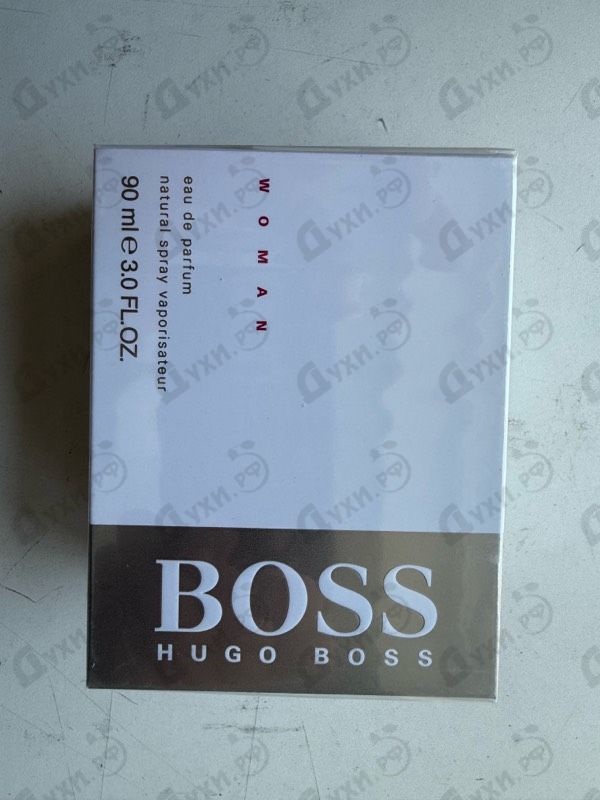 WOMAN
eau de parfum
natural spray vaporisateur
90 ml e 3.0 FL.OZ.
BOSS
HUGO BOSS
Духи.рф